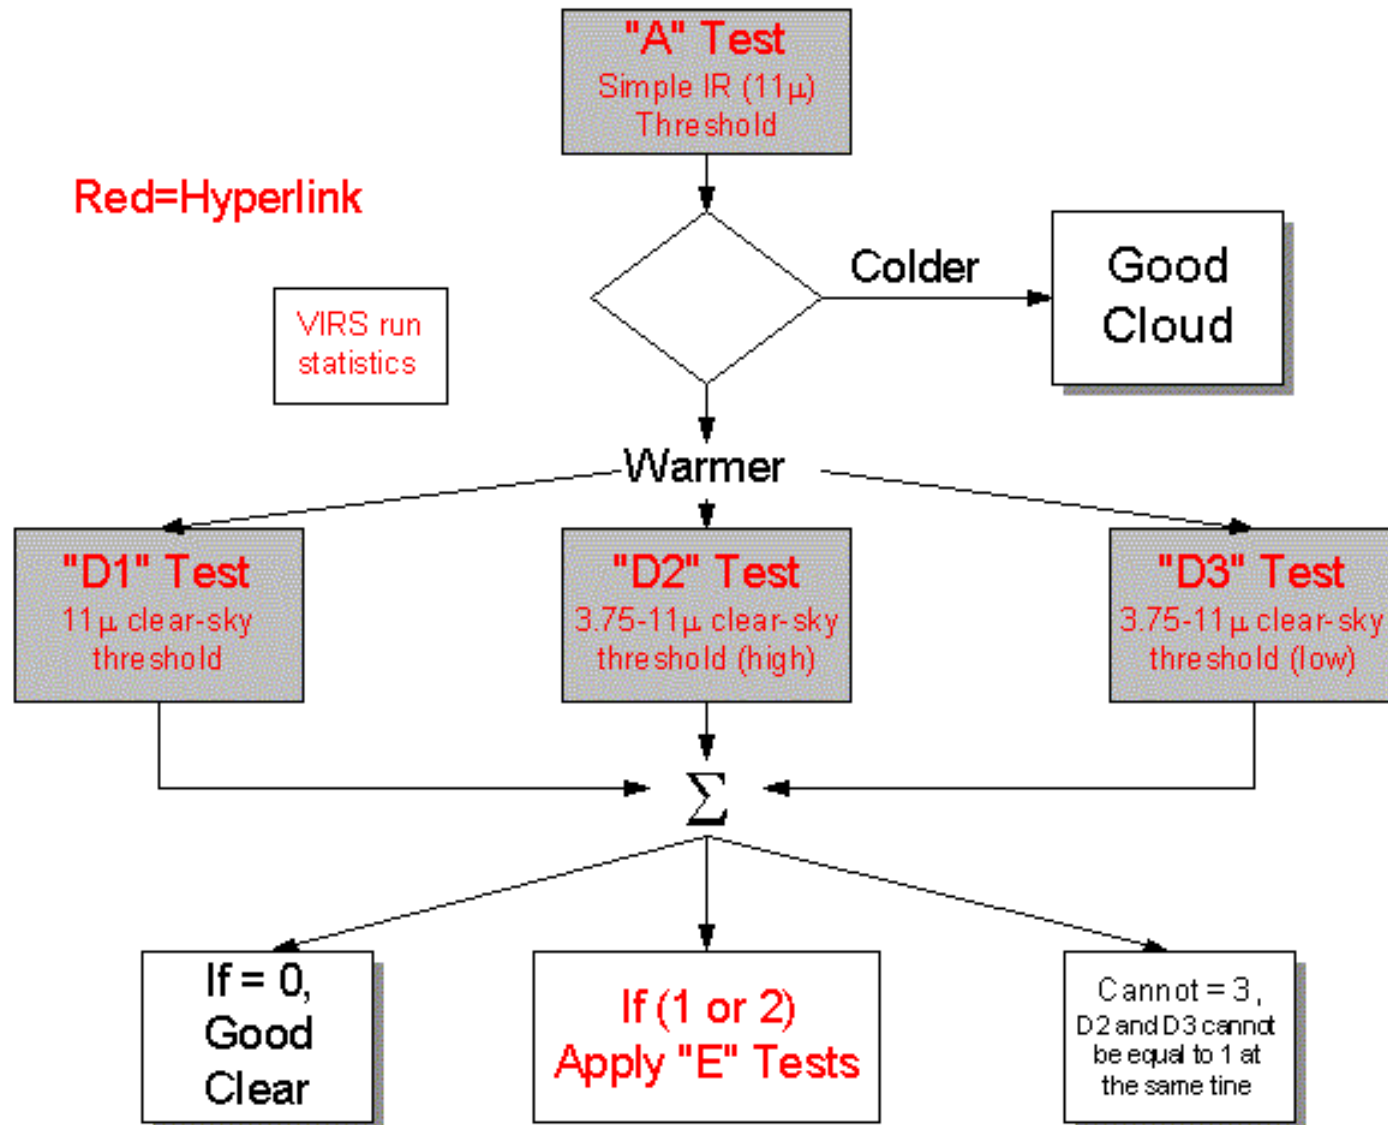 "A" Test
Simple IR (11μ)
Threshold
Red=Hyperlink
Colder
Good
Cloud
VIRS run
statistics
Warmer
"D1" Test
11μ clear-sky
threshold
"D2" Test
3.75-11μ clear-sky
threshold (high)
"D3" Test
3.75-11μ clear-sky
threshold (low)
Σ
If = 0,
Good
Clear
If (1 or 2)
Apply "E" Tests
Cannot = 3,
D2 and D3 cannot
be equal to 1 at
the same tine